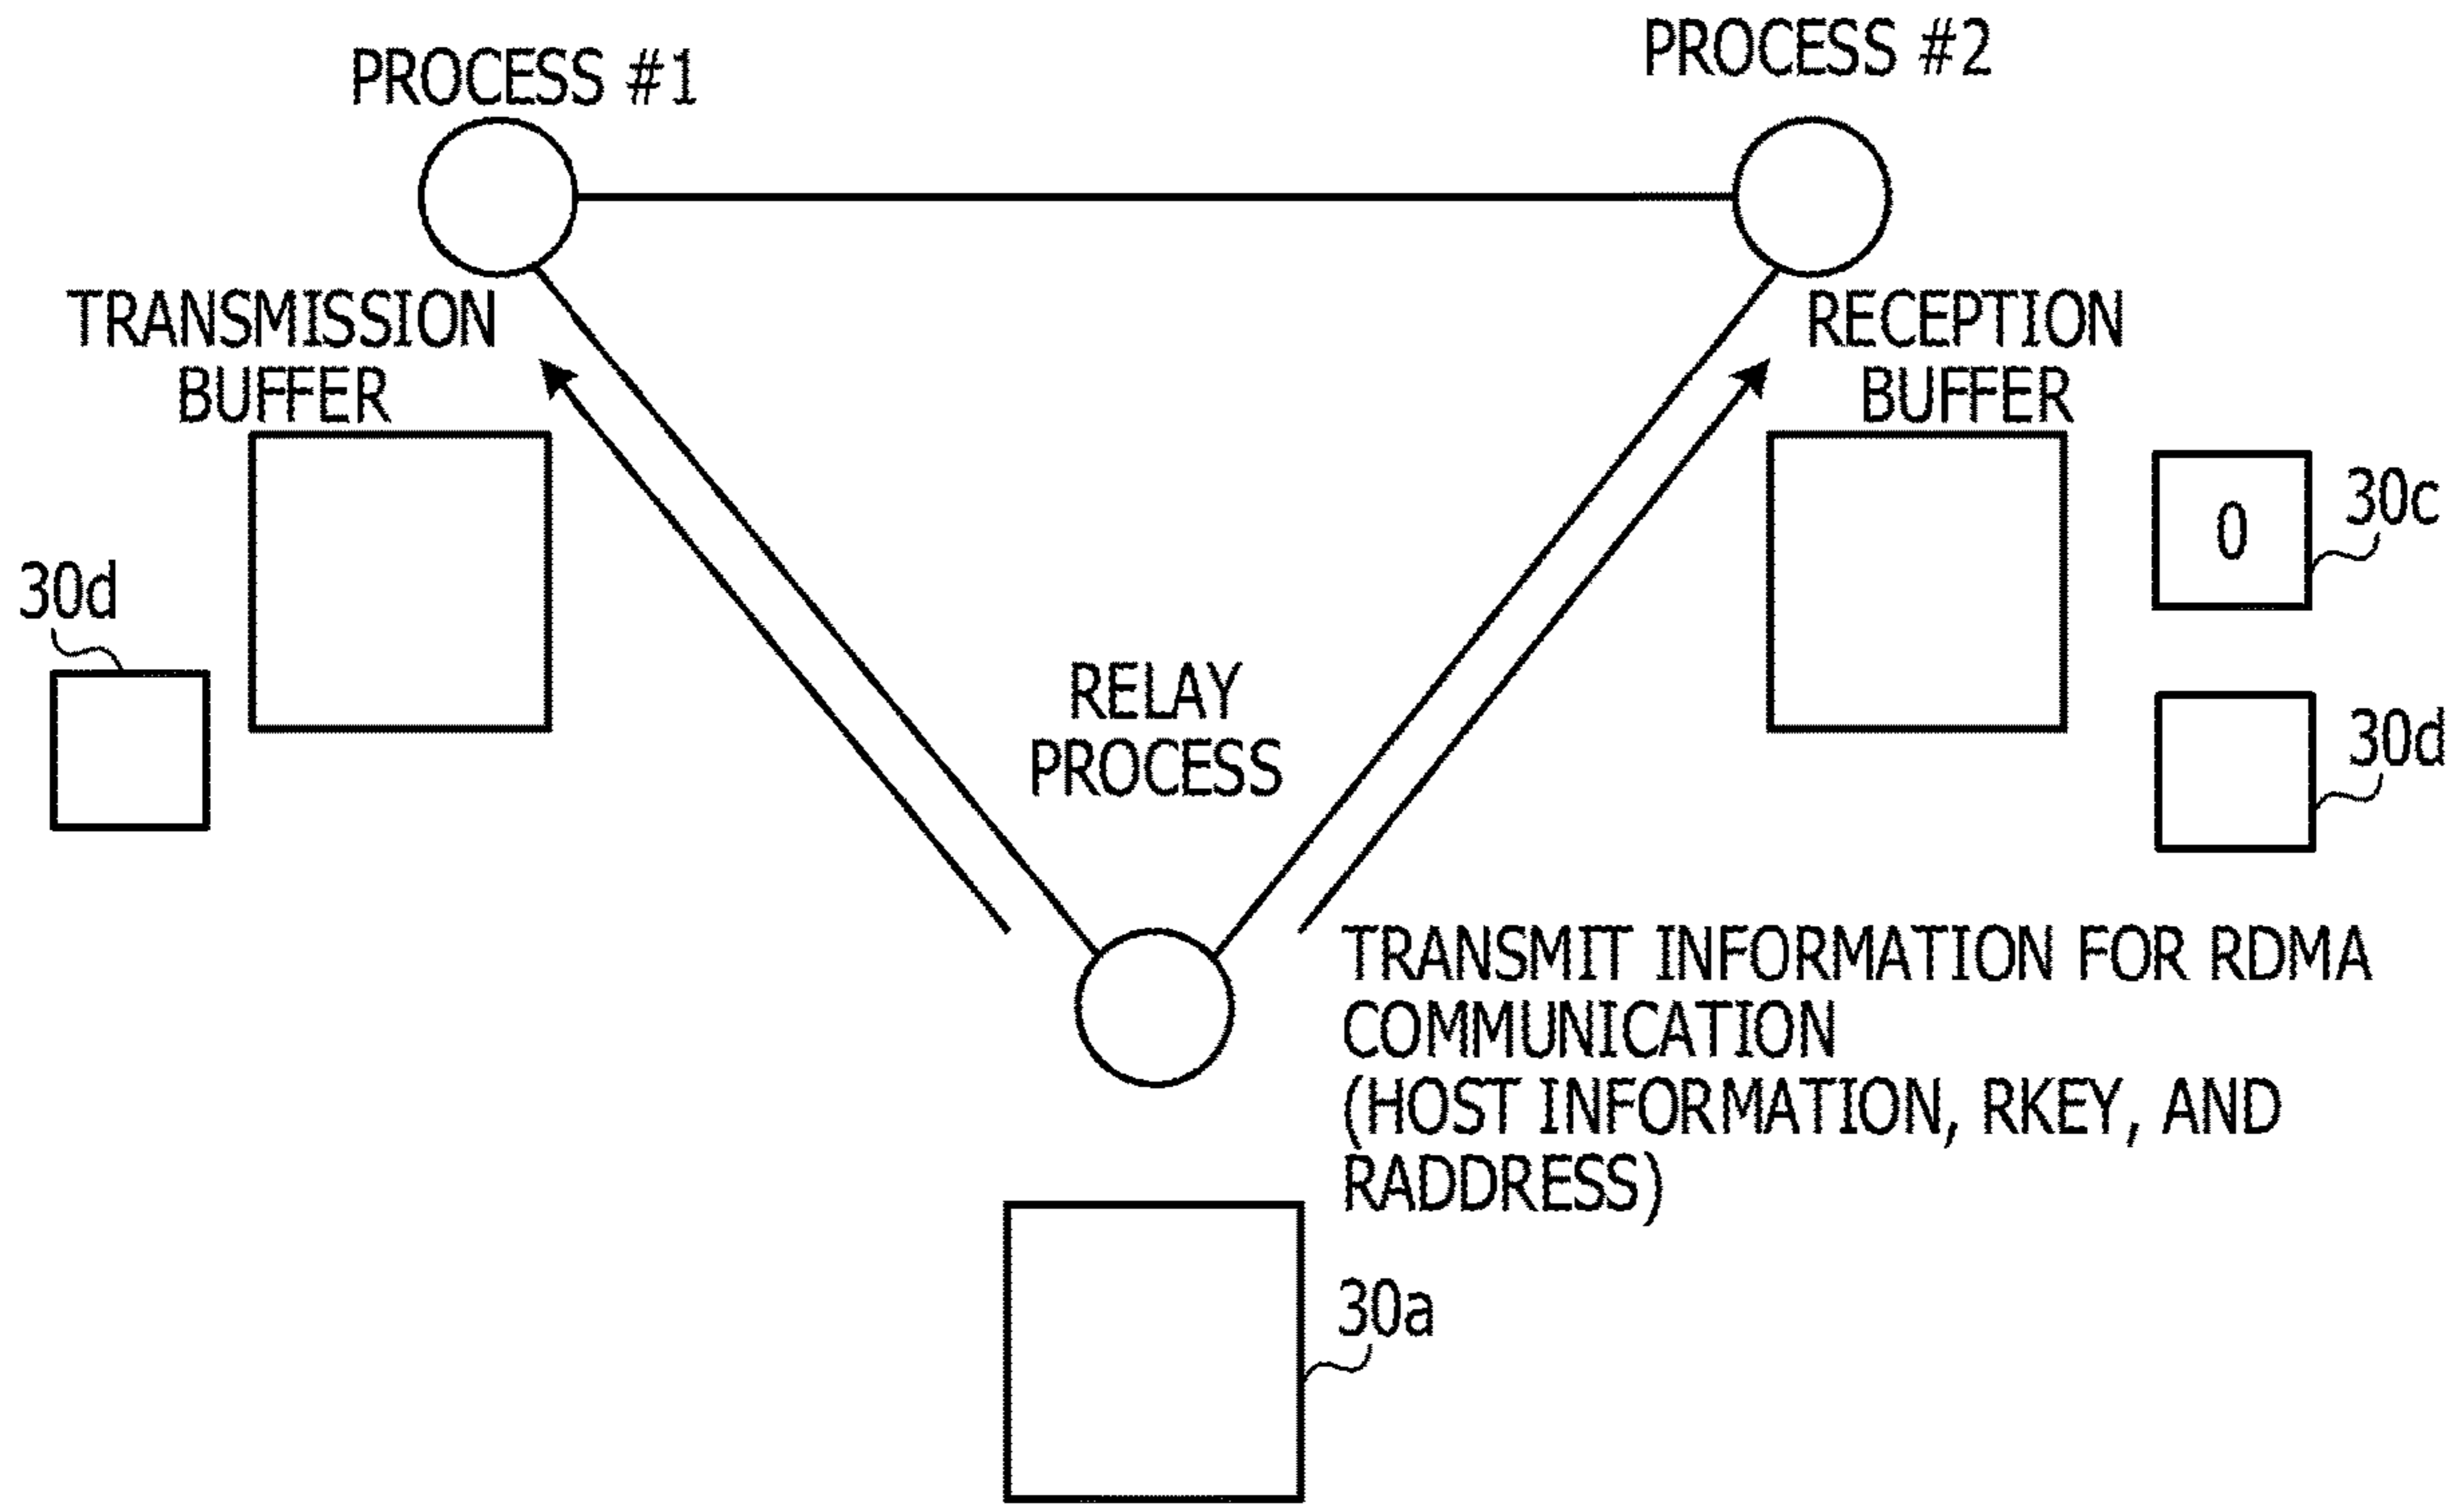 PROCESS #1
PROCESS #2
TRANSMISSION
BUFFER
RECEPTION
BUFFER
30c
0
30d
30d
RELAY
PROCESS
TRANSMIT INFORMATION FOR RDMA
COMMUNICATION
(HOST INFORMATION, RKEY, AND
RADDRESS)
30a